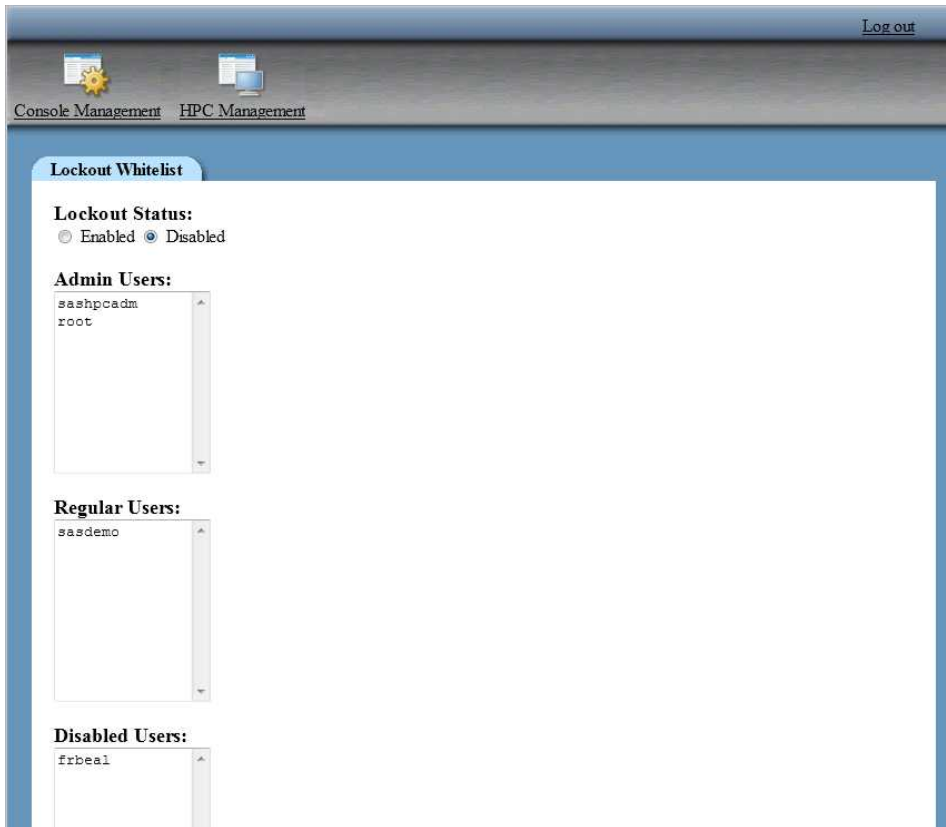 Log out
Console Management HPC Management
Lockout Whitelist
Lockout Status:
Enabled Disabled
Admin Users:
sashpcadm
root
Regular Users:
sasdemo
Disabled Users:
frbeal